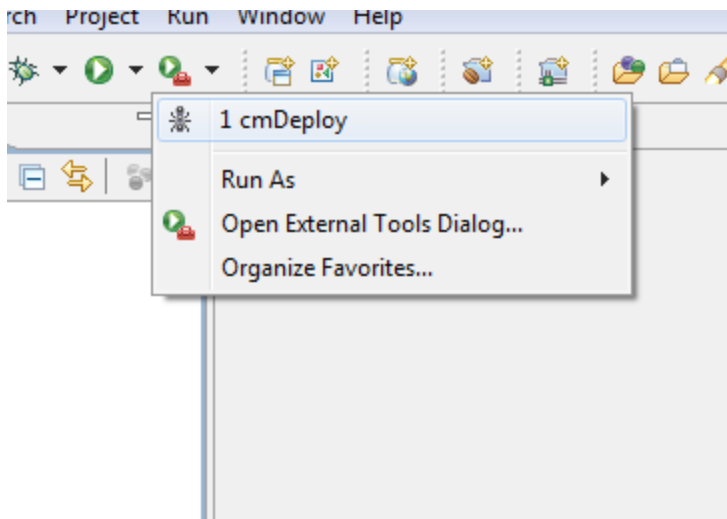 rch Project Run Window Help
1 cmDeploy
Run As
Open External Tools Dialog...
Organize Favorites...